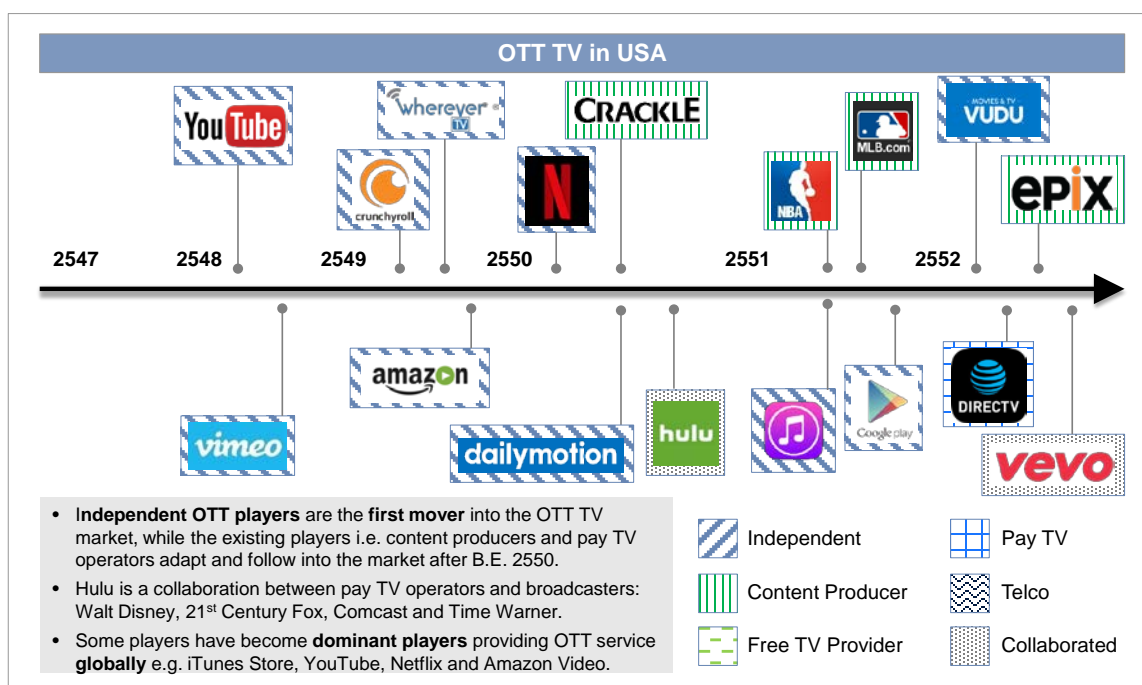 OTT TV in USA
YouTube
wherever
TV
CRACKLE
MLB.com
MOVIES & TV
VUDU
crunchyroll
N
NBA
epix
2547 2548 2549 2550 2551 2552
amazon
vimeo
dailymotion
hulu
Google play
DIRECTV
vevo
• Independent OTT players are the first mover into the OTT TV
market, while the existing players i.e. content producers and pay TV
operators adapt and follow into the market after B.E. 2550.
• Hulu is a collaboration between pay TV operators and broadcasters:
Walt Disney, 21st Century Fox, Comcast and Time Warner.
• Some players have become dominant players providing OTT service
globally e.g. iTunes Store, YouTube, Netflix and Amazon Video.
Independent
Pay TV
Content Producer
Telco
Free TV Provider
Collaborated